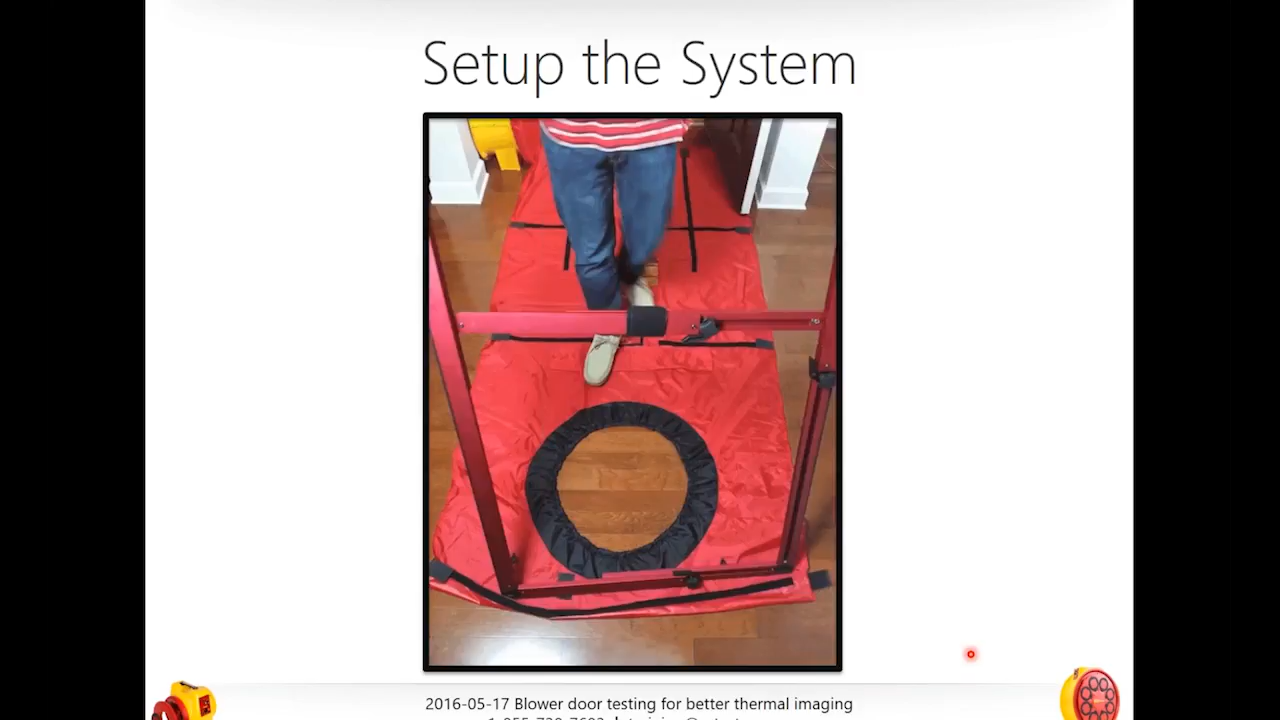 Setup the System
2016-05-17 Blower door testing for better thermal imaging